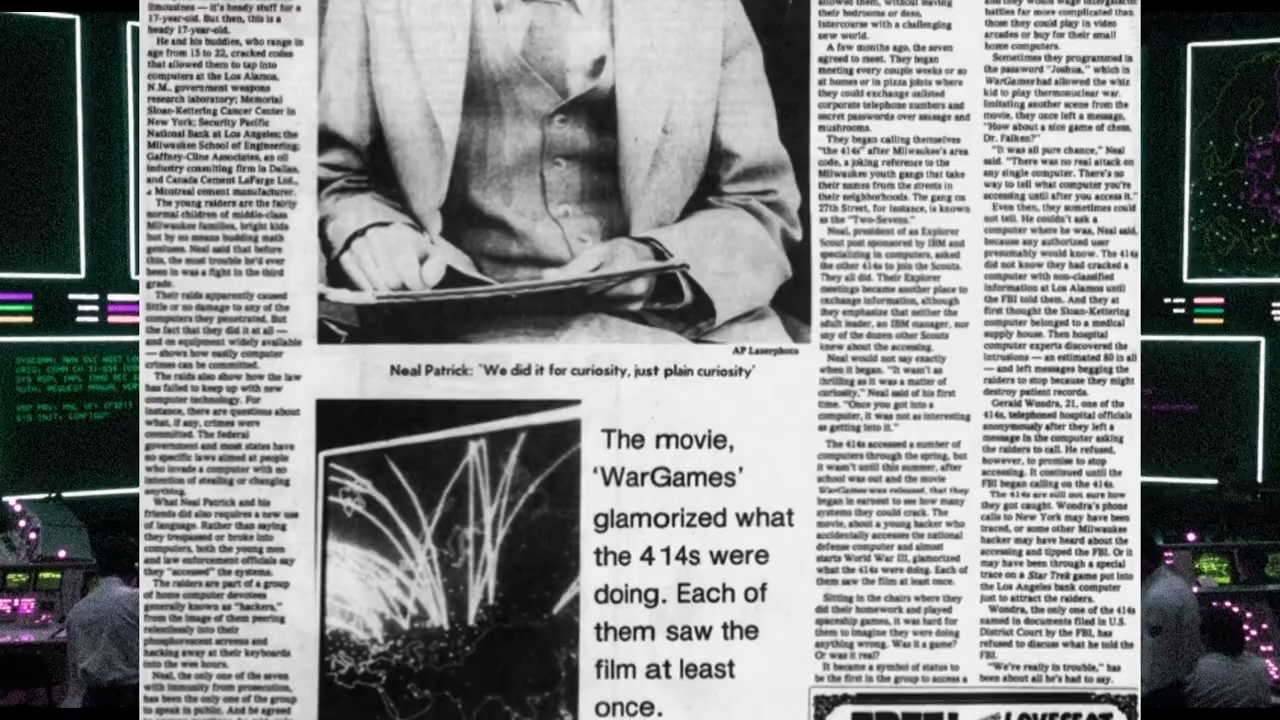 limousines — it's heady stuff for a
17-year-old. But then, this is a
heady 17-year-old.
He and his buddies, who range in
age from 15 to 22, cracked codes
that allowed them to tap into
computers at the Los Alamos,
N.M., government weapons
research laboratory; Memorial
Sloan-Kettering Cancer Center in
New York; Security Pacific
National Bank at Los Angeles; the
Milwaukee School of Engineering;
Gaffney-Cline Associates, an oil
industry consulting firm in Dallas,
and Canada Cement LaFarge Ltd.,
a Montreal cement manufacturer.
The young raiders are the fairly
normal children of middle-class
Milwaukee families, bright kids
but by no means budding math
geniuses. Neal said that before
this, the most trouble he'd ever
been in was a fight in the third
grade.
Their raids apparently caused
little or no damage to any of the
computers they penetrated. But
the fact that they did it at all —
and on equipment widely available
— shows how easily computer
crimes can be committed.
The raids also show how the law
has failed to keep up with new
computer technology. For
instance, there are questions about
what, if any, crimes were
committed. The federal
government and most states have
no specific laws aimed at people
who invade a computer with no
intention of stealing or changing
anything.
What Neal Patrick and his
friends did also requires a new use
of language. Rather than saying
they trespassed or broke into
computers, both the young men
and law enforcement officials say
they "accessed" the systems.
The raiders are part of a group
of home computer devotees
generally known as "hackers,"
from the image of them peering
relentlessly into their
phosphorescent screens and
hacking away at their keyboards
into the wee hours.
Neal, the only one of the seven
with immunity from prosecution,
has been the only one of the group
to speak in public. And he agreed
AP Laserphoto
Neal Patrick: 'We did it for curiosity, just plain curiosity'
The movie,
'WarGames'
glamorized what
the 414s were
doing. Each of
them saw the
film at least
once.
allowed them, without leaving
their bedrooms or dens,
intercourse with a challenging
new world.
A few months ago, the seven
agreed to meet. They began
meeting every couple weeks or so
at homes or in pizza joints where
they could exchange unlisted
corporate telephone numbers and
secret passwords over sausage and
mushrooms.
They began calling themselves
"the 414s" after Milwaukee's area
code, a joking reference to the
Milwaukee youth gangs that take
their names from the streets in
their neighborhoods. The gang on
27th Street, for instance, is known
as the "Two-Sevens."
Neal, president of an Explorer
Scout post sponsored by IBM and
specializing in computers, asked
the other 414s to join the Scouts.
They all did. Their Explorer
meetings became another place to
exchange information, although
they emphasize that neither the
adult leader, an IBM manager, nor
any of the dozen other Scouts
knew about the accessing.
Neal would not say exactly
when it began. "It wasn't as
thrilling as it was a matter of
curiosity," Neal said of his first
time. "Once you got into a
computer, it was not as interesting
as getting into it."
The 414s accessed a number of
computers through the spring, but
it wasn't until this summer, after
school was out and the movie
WarGames was released, that they
began in earnest to see how many
systems they could crack. The
movie, about a young hacker who
accidentally accesses the national
defense computer and almost
starts World War III, glamorized
what the 414s were doing. Each of
them saw the film at least once.
Sitting in the chairs where they
did their homework and played
spaceship games, it was hard for
them to imagine they were doing
anything wrong. Was it a game?
Or was it real?
It became a symbol of status to
be the first in the group to access a
and they would wage intergalactic
battles far more complicated than
those they could play in video
arcades or buy for their small
home computers.
Sometimes they programmed in
the password "Joshua," which in
WarGames had allowed the whiz
kid to play thermonuclear war.
Imitating another scene from the
movie, they once left a message,
"How about a nice game of chess,
Dr. Falken?"
"It was all pure chance," Neal
said. "There was no real attack on
any single computer. There's no
way to tell what computer you're
accessing until after you access it."
Even then, they sometimes could
not tell. He couldn't ask a
computer where he was, Neal said,
because any authorized user
presumably would know. The 414s
did not know they had cracked a
computer with non-classified
information at Los Alamos until
the FBI told them. And they at
first thought the Sloan-Kettering
computer belonged to a medical
supply house. Then hospital
computer experts discovered the
intrusions — an estimated 80 in all
— and left messages begging the
raiders to stop because they might
destroy patient records.
Gerald Wondra, 21, one of the
414s, telephoned hospital officials
anonymously after they left a
message in the computer asking
the raiders to call. He refused,
however, to promise to stop
accessing. It continued until the
FBI began calling on the 414s.
The 414s are still not sure how
they got caught. Wondra's phone
calls to New York may have been
traced, or some other Milwaukee
hacker may have heard about the
accessing and tipped the FBI. Or it
may have been through a special
trace on a Star Trek game put into
the Los Angeles bank computer
just to attract the raiders.
Wondra, the only one of the 414s
named in documents filed in U.S.
District Court by the FBI, has
refused to discuss what he told the
FBI.
"We're really in trouble," has
been about all he's had to say.